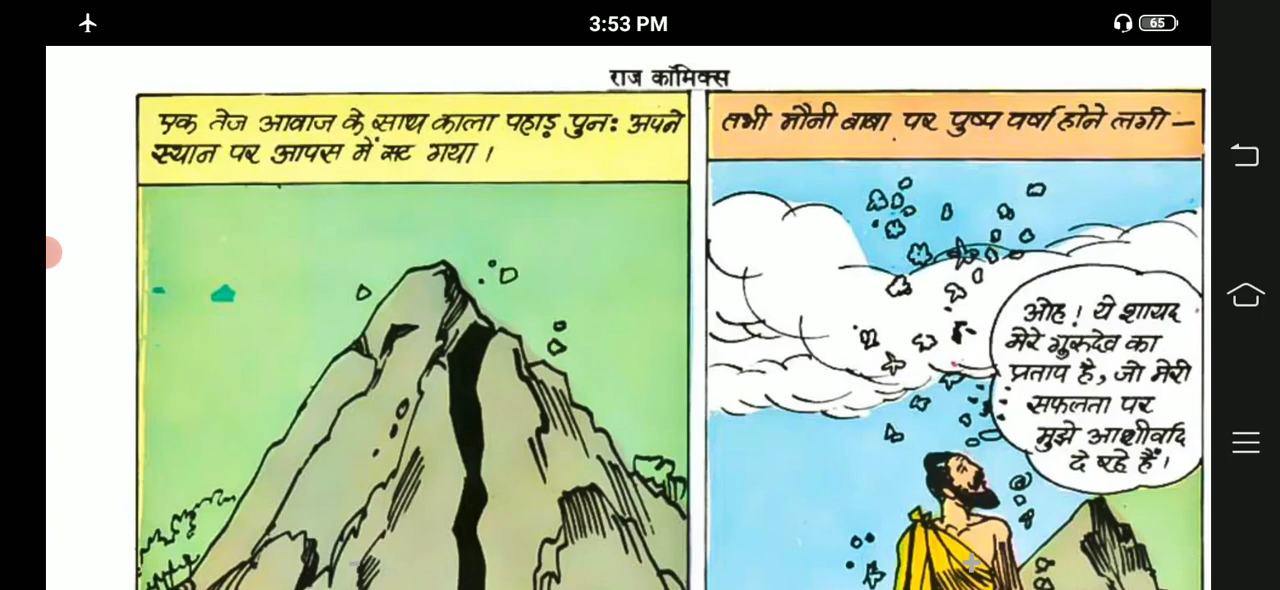 3:53 PM
65
राज कॉमिक्स
एक तेज आवाज के साथ काला पहाड़ पुन: अपने
स्थान पर आपस में सट गया।
तभी मौनी बाबा पर पुष्प वर्षा होने लगी —
ओह! ये शायद
मेरे गुरुदेव का
प्रताप है, जो मेरी
सफलता पर
मुझे आशीर्वाद
दे रहे हैं।